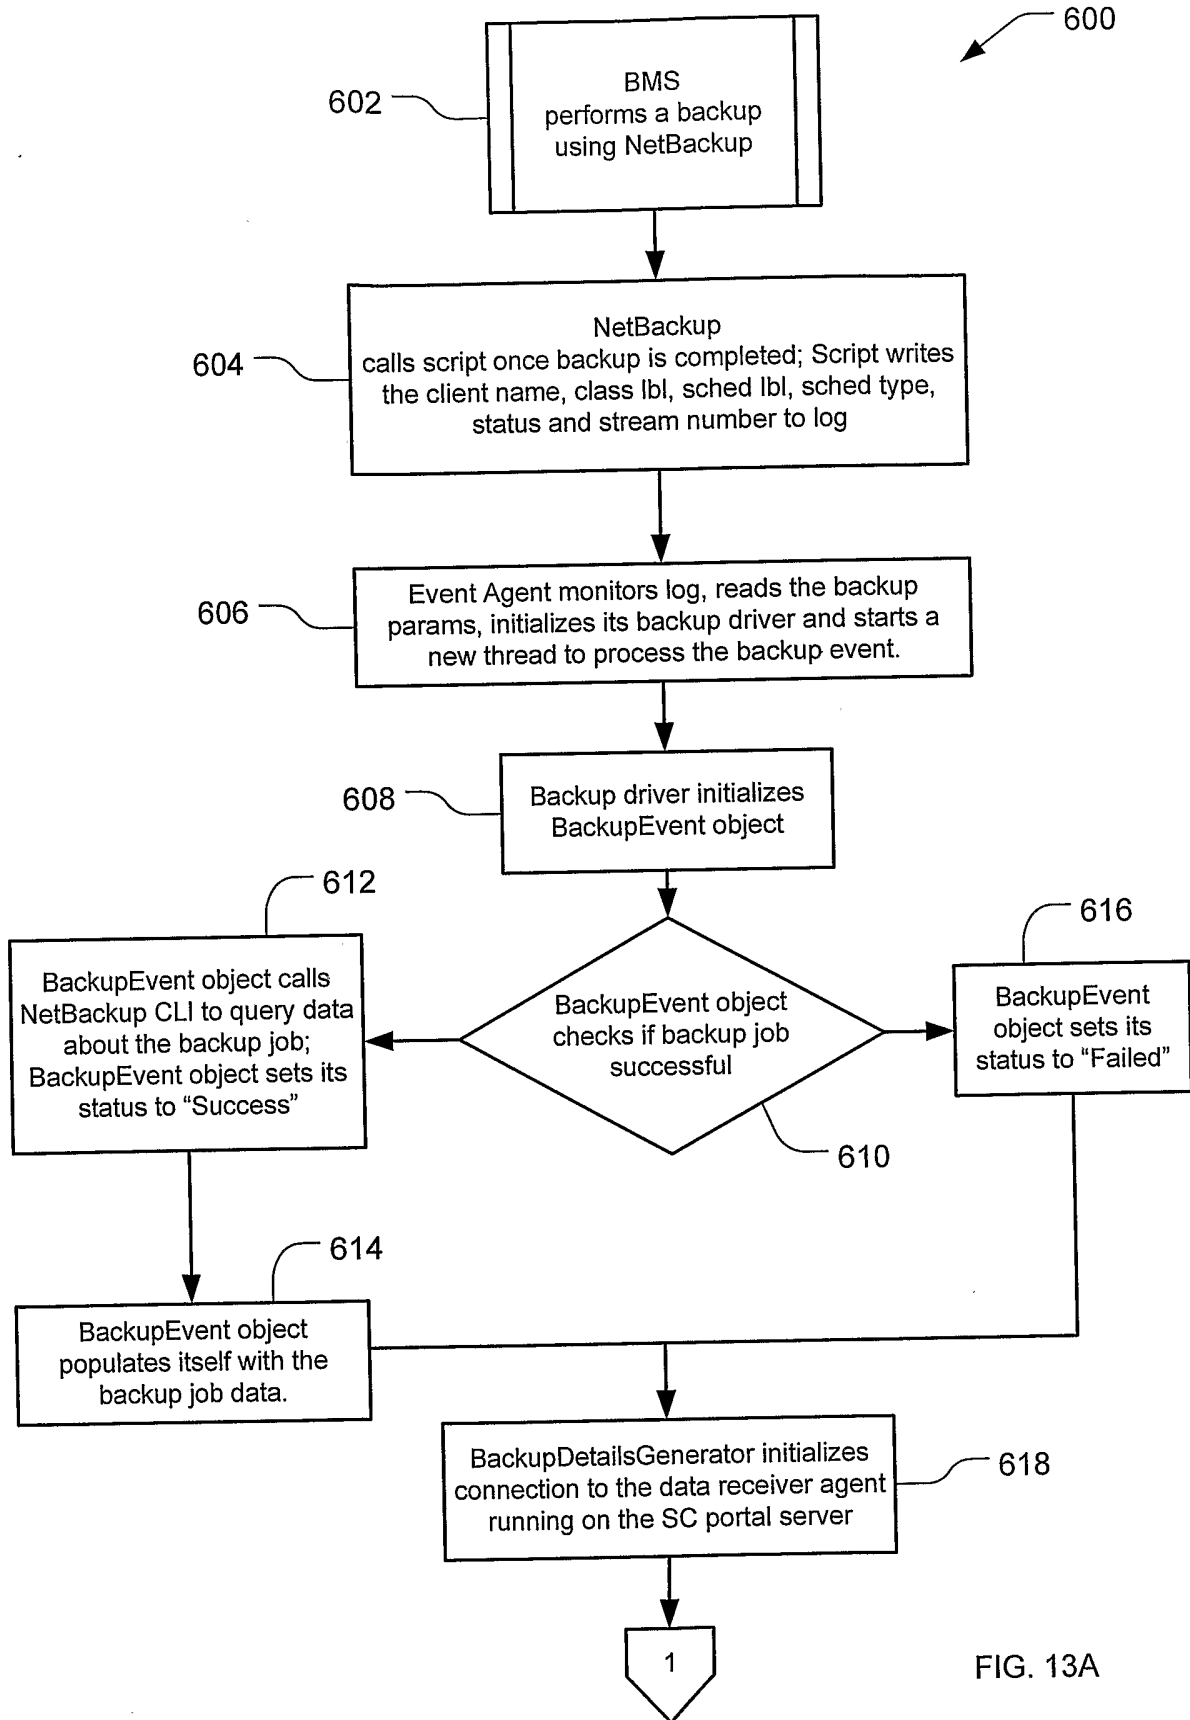 600
602
BMS
performs a backup
using NetBackup
604
NetBackup
calls script once backup is completed; Script writes
the client name, class lbl, sched lbl, sched type,
status and stream number to log
606
Event Agent monitors log, reads the backup
params, initializes its backup driver and starts a
new thread to process the backup event.
608
Backup driver initializes
BackupEvent object
612
BackupEvent object calls
NetBackup CLI to query data
about the backup job;
BackupEvent object sets its
status to “Success”
BackupEvent object
checks if backup job
successful
610
616
BackupEvent
object sets its
status to “Failed”
614
BackupEvent object
populates itself with the
backup job data.
BackupDetailsGenerator initializes
connection to the data receiver agent
running on the SC portal server
618
1
FIG. 13A